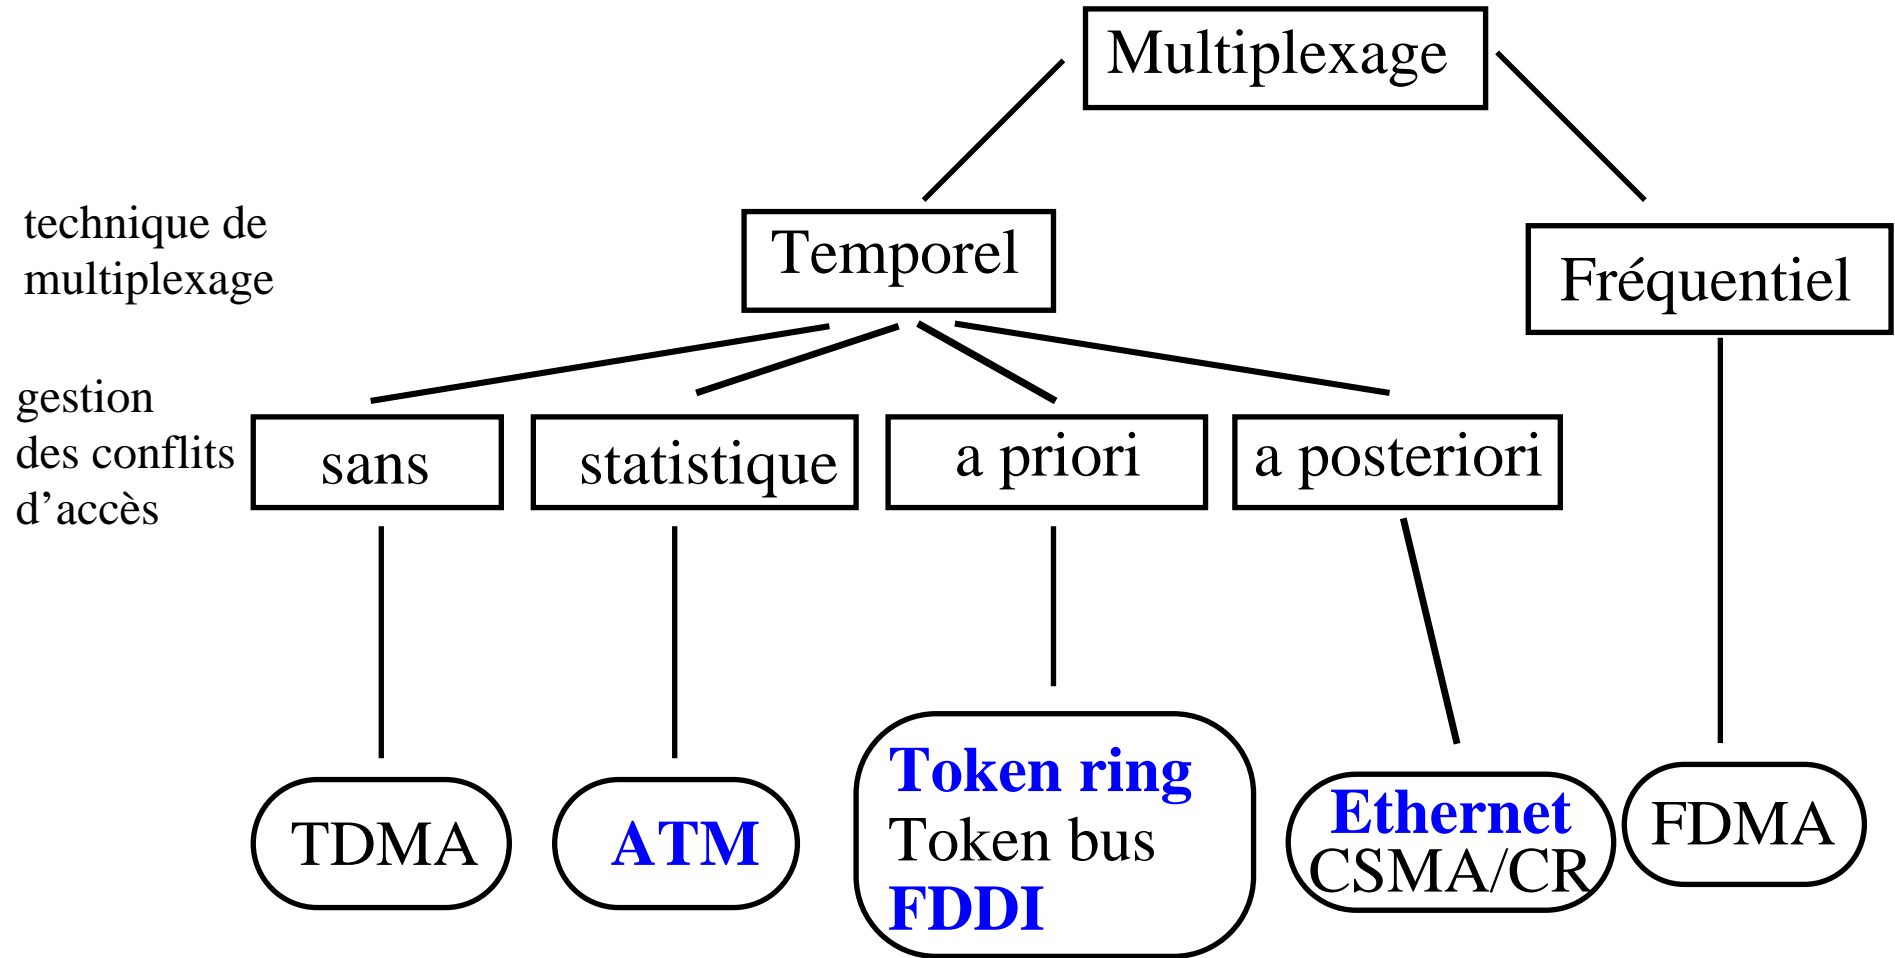 Multiplexage
technique de
multiplexage
Temporel
Fréquentiel
gestion
des conflits
d’accès
sans
statistique
a priori
a posteriori
TDMA
ATM
Token ring
Token bus
FDDI
Ethernet
CSMA/CR
FDMA